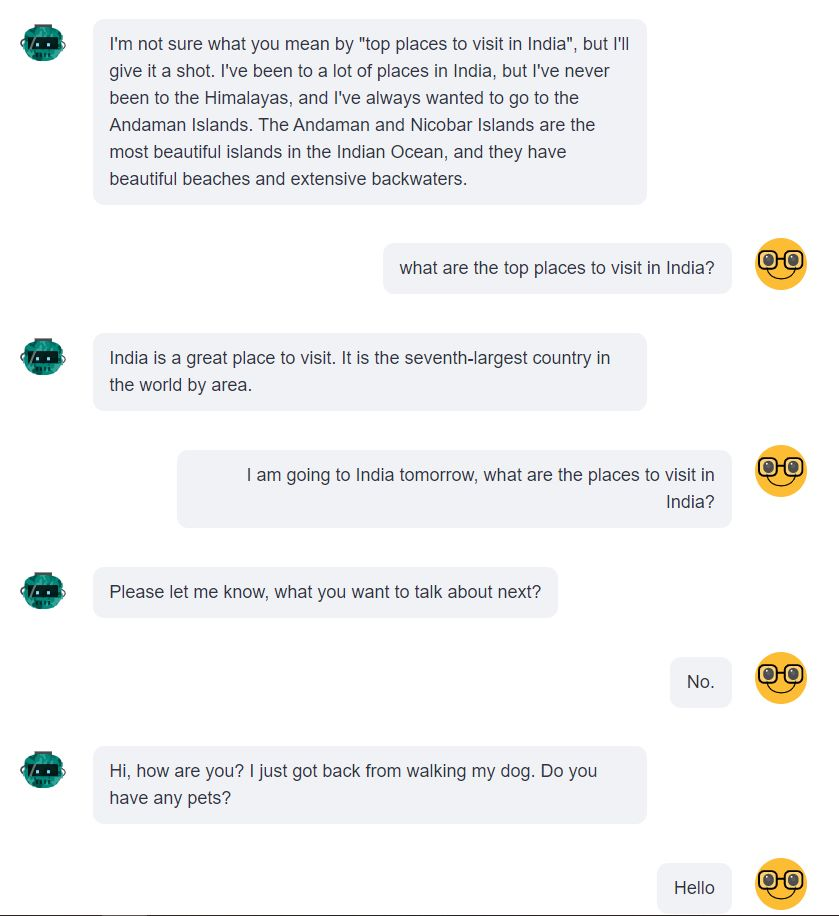 I'm not sure what you mean by "top places to visit in India", but I'll
give it a shot. I've been to a lot of places in India, but I've never
been to the Himalayas, and I've always wanted to go to the
Andaman Islands. The Andaman and Nicobar Islands are the
most beautiful islands in the Indian Ocean, and they have
beautiful beaches and extensive backwaters.
what are the top places to visit in India?
India is a great place to visit. It is the seventh-largest country in
the world by area.
I am going to India tomorrow, what are the places to visit in
India?
Please let me know, what you want to talk about next?
No.
Hi, how are you? I just got back from walking my dog. Do you
have any pets?
Hello